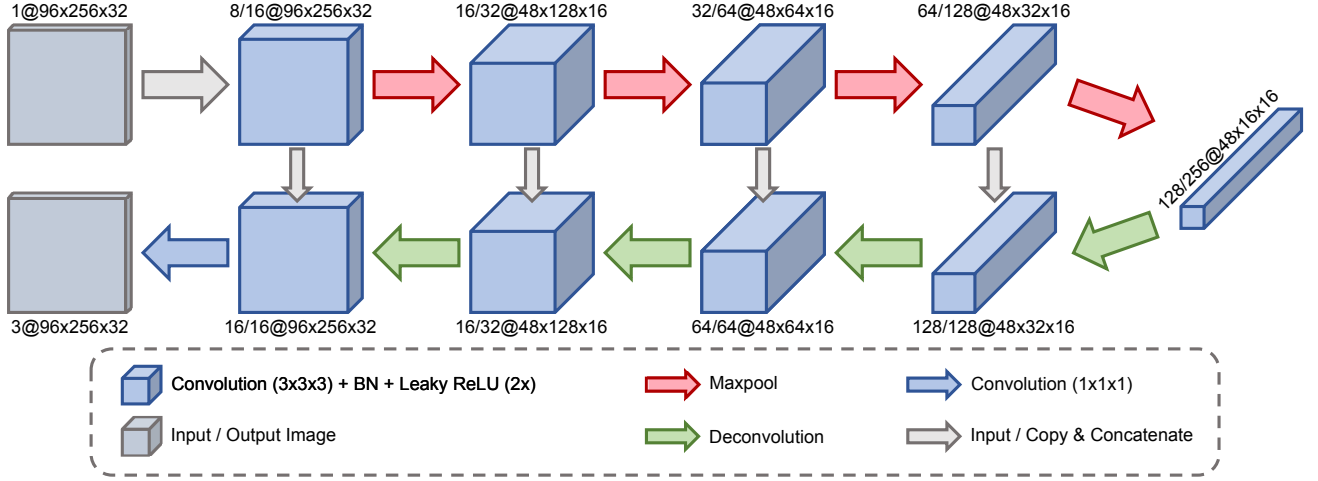 1@96x256x32
8/16@96x256x32
16/32@48x128x16
32/64@48x64x16
64/128@48x32x16
128/256@48x16x16
3@96x256x32
16/16@96x256x32
16/32@48x128x16
64/64@48x64x16
128/128@48x32x16
Convolution (3x3x3) + BN + Leaky ReLU (2x)
Maxpool
Convolution (1x1x1)
Input / Output Image
Deconvolution
Input / Copy & Concatenate